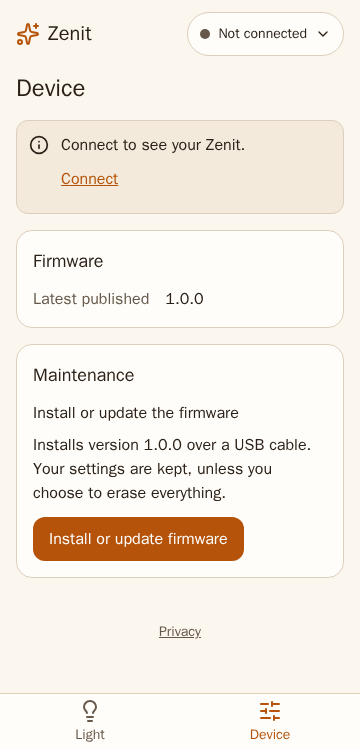 Zenit
Not connected
Device
Connect to see your Zenit.
Connect
Firmware
Latest published 1.0.0
Maintenance
Install or update the firmware
Installs version 1.0.0 over a USB cable.
Your settings are kept, unless you
choose to erase everything.
Install or update firmware
Privacy
Light
Device